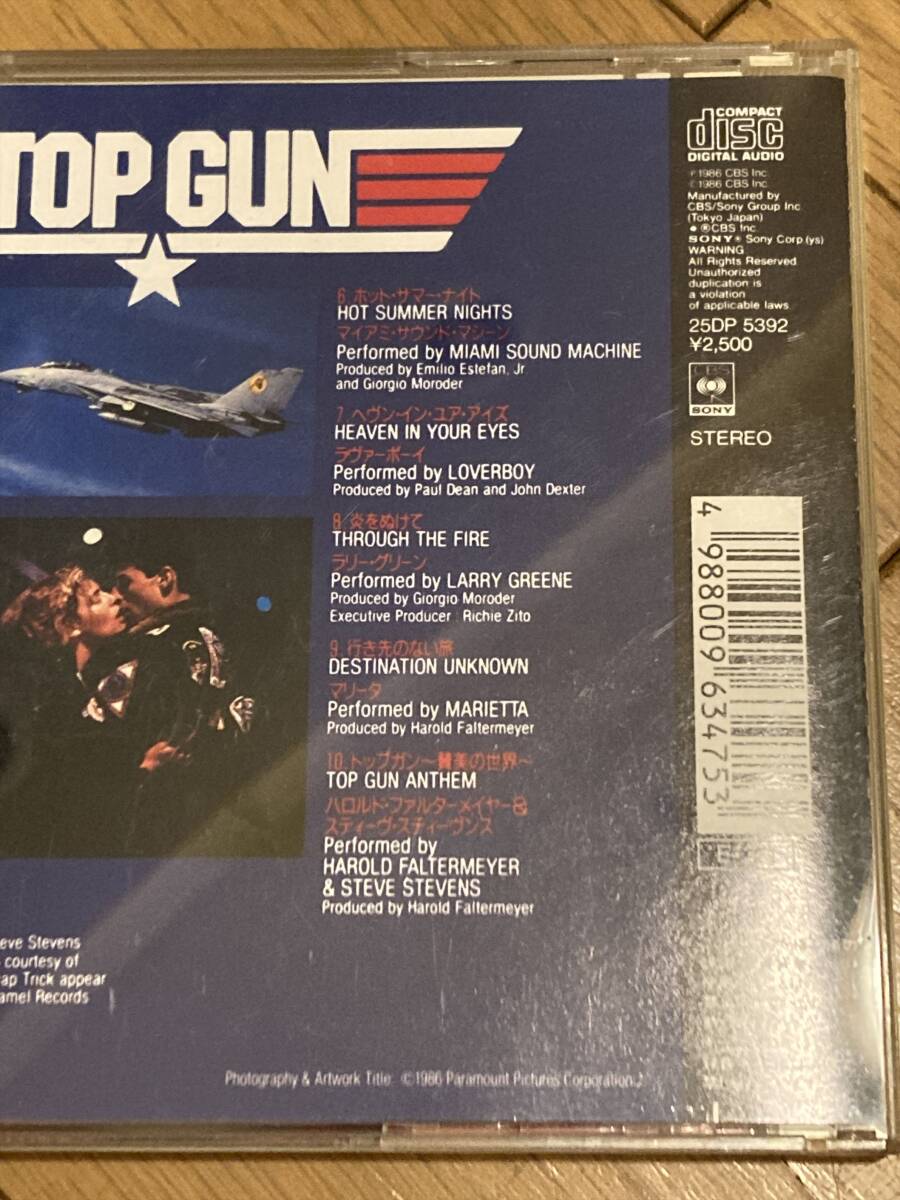 TOP GUN
6. ホット・サマー・ナイト
HOT SUMMER NIGHTS
マイアミ・サウンド・マシーン
Performed by MIAMI SOUND MACHINE
Produced by Emilio Estefan, Jr
and Giorgio Moroder
7. ヘヴン・イン・ユア・アイズ
HEAVEN IN YOUR EYES
ラヴァーボーイ
Performed by LOVERBOY
Produced by Paul Dean and John Dexter
8. 炎をぬけて
THROUGH THE FIRE
ラリー・グリーン
Performed by LARRY GREENE
Produced by Giorgio Moroder
Executive Producer : Richie Zito
9. 行き先のない旅
DESTINATION UNKNOWN
マリータ
Performed by MARIETTA
Produced by Harold Faltermeyer
10. トップガン〜賛美の世界〜
TOP GUN ANTHEM
ハロルド・ファルターメイヤー&
スティーヴ・スティーヴンス
Performed by
HAROLD FALTERMEYER
& STEVE STEVENS
Produced by Harold Faltermeyer
eve Stevens
courtesy of
ap Trick appear
amel Records
Photography & Artwork Title : ©1986 Paramount Pictures Corporation
COMPACT
disc
DIGITAL AUDIO
℗1986 CBS Inc.
©1986 CBS Inc.
Manufactured by
CBS/Sony Group Inc.
(Tokyo Japan)
● ®CBS Inc.
SONY® Sony Corp.(ys)
WARNING
All Rights Reserved.
Unauthorized
duplication is
a violation
of applicable laws.
25DP 5392
¥2,500
CBS
SONY
STEREO
4 988009 634753